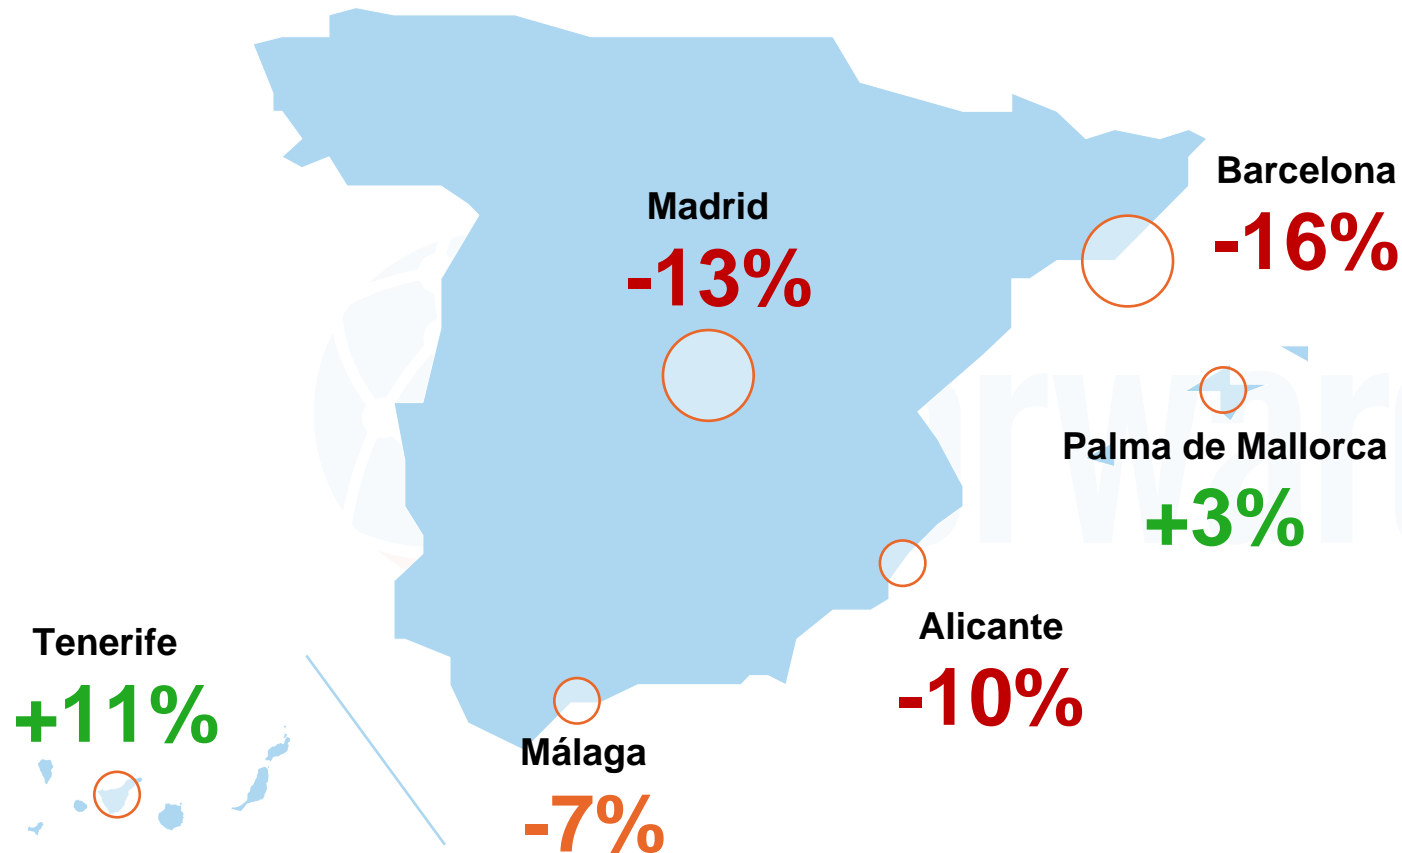 Barcelona
-16%
Madrid
-13%
Palma de Mallorca
+3%
Alicante
-10%
Tenerife
+11%
Málaga
-7%